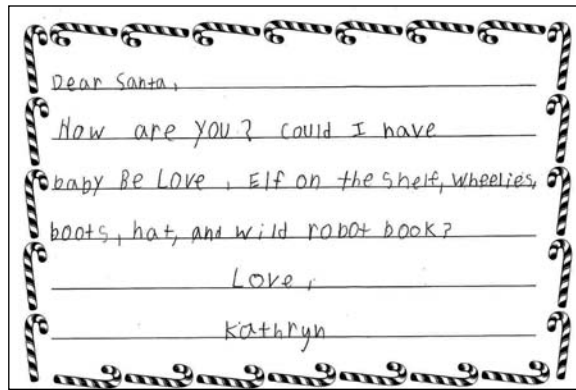 Dear Santa,
How are you? Could I have
baby Be Love, Elf on the Shelf, Wheelies,
boots, hat, and wild robot book?
Love,
Kathryn